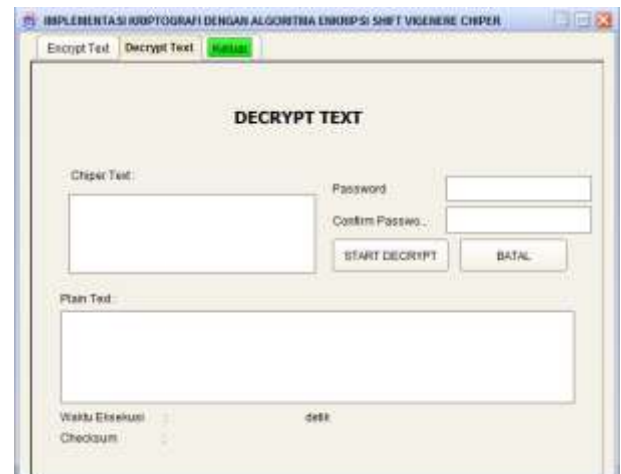 IMPLEMENTASI KRIPTOGRAFI DENGAN ALGORITMA ENKRIPSI SHIFT VIGENERE CHIPER
Encrypt Text Decrypt Text Keluar
DECRYPT TEXT
Chiper Text :
Password
Confirm Passwo...
START DECRYPT BATAL
Plain Text :
Waktu Eksekusi : detik
Checksum :